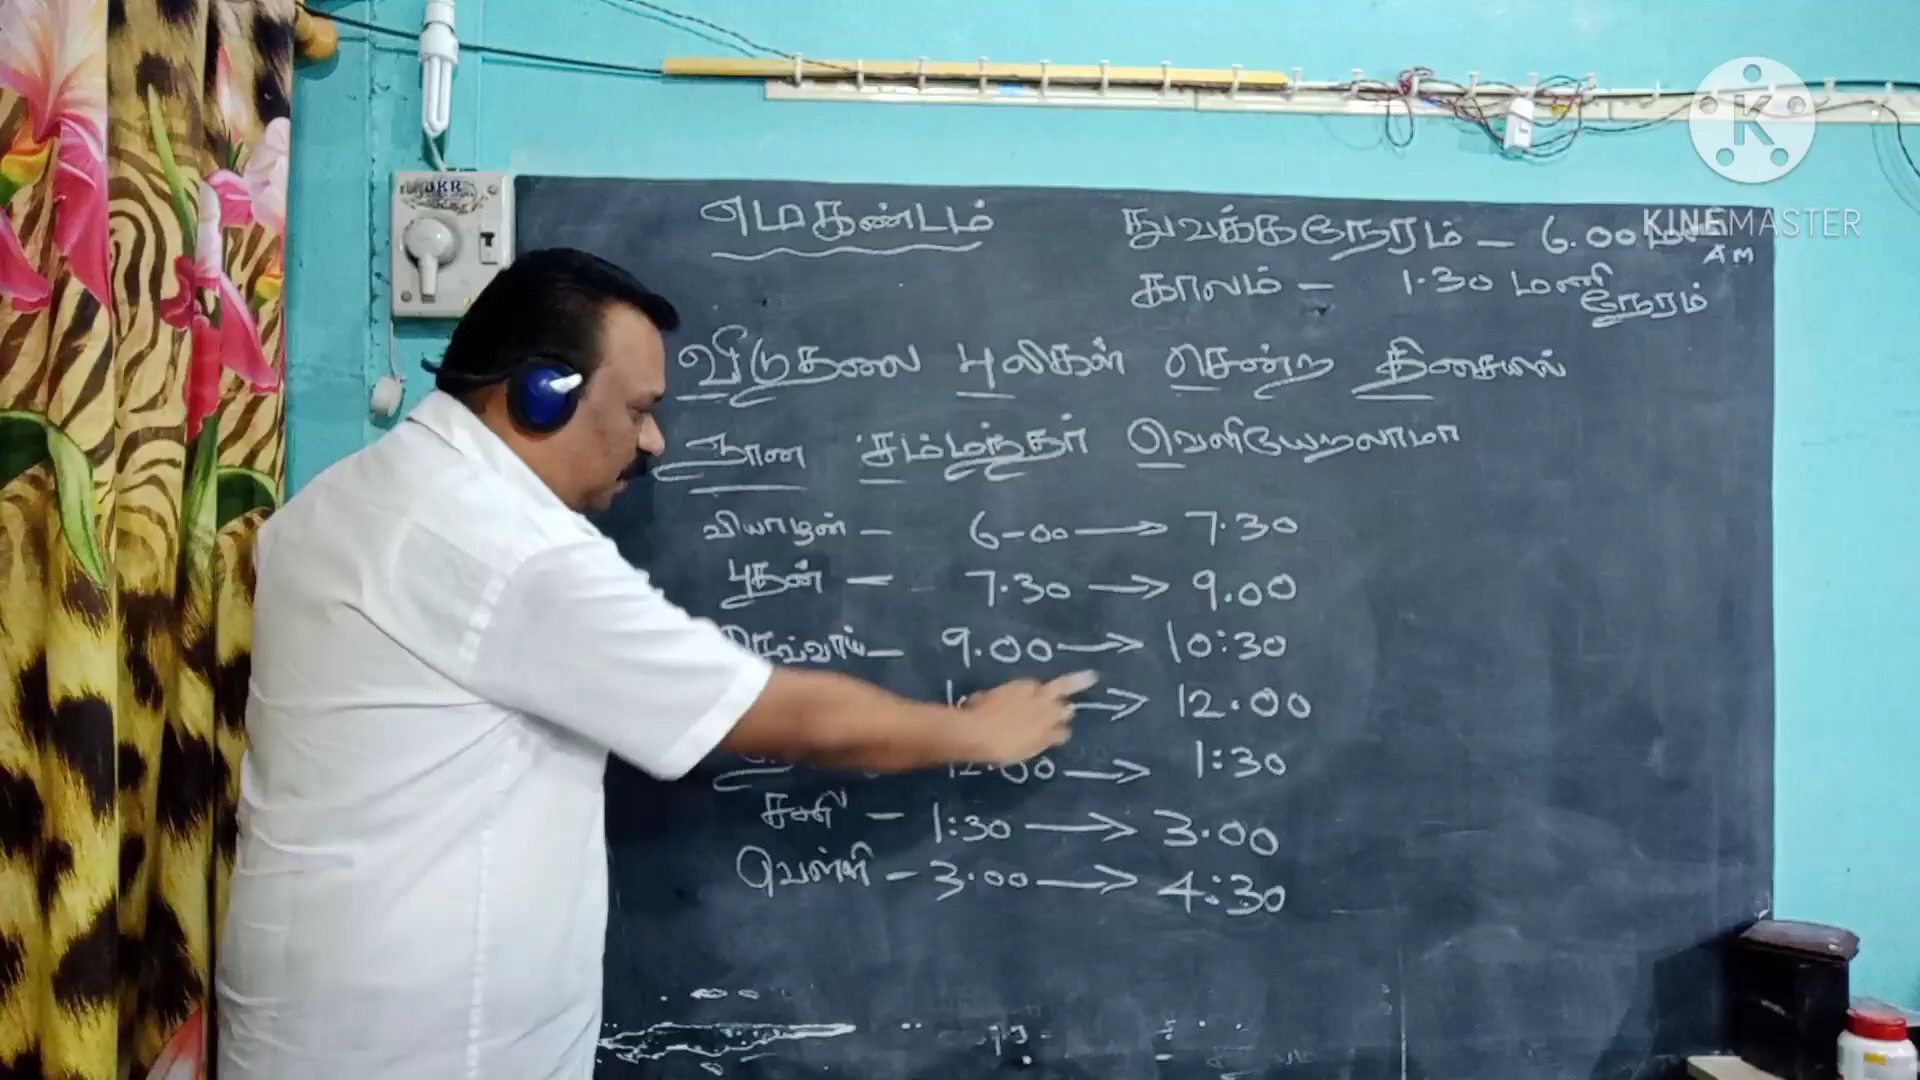 எமகண்டம்
துவக்கநேரம் – 6.00
AM
காலம் – 1.30 மணி
நேரம்
விடுதலை புலிகள் சென்ற திசையில்
ஞான சம்மந்தர் வெளியேறலாமா
வியாழன் – 6-00 → 7.30
புதன் – 7.30 → 9.00
செவ்வாய் – 9.00 → 10:30
→ 12.00
12.00 → 1:30
சனி – 1:30 → 3.00
வெள்ளி – 3.00 → 4:30
JKR
K
KINEMASTER